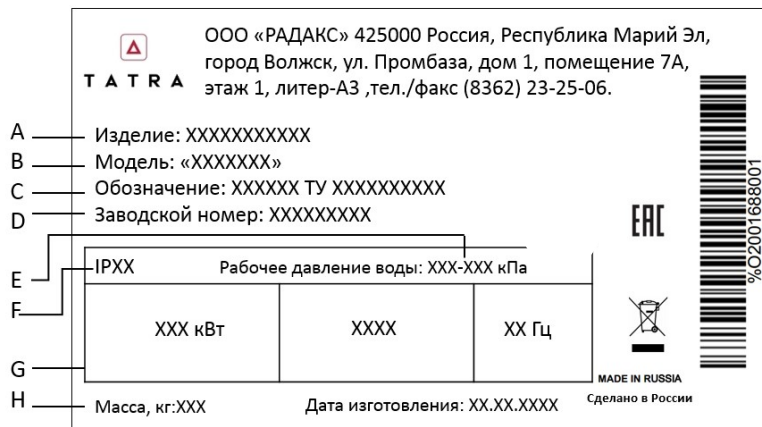 ООО «РАДАКС» 425000 Россия, Республика Марий Эл,
город Волжск, ул. Промбаза, дом 1, помещение 7А,
этаж 1, литер-А3 ,тел./факс (8362) 23-25-06.
TATRA
A
Изделие: XXXXXXXXXXX
B
Модель: «XXXXXXX»
C
Обозначение: XXXXXX ТУ XXXXXXXXXX
D
Заводской номер: XXXXXXXXX
EAC
%O2001688001
E
F
IPXX
Рабочее давление воды: XXX-XXX кПа
XXX кВт
XXXX
XX Гц
G
MADE IN RUSSIA
Сделано в России
H
Масса, кг:XXX
Дата изготовления: XX.XX.XXXX